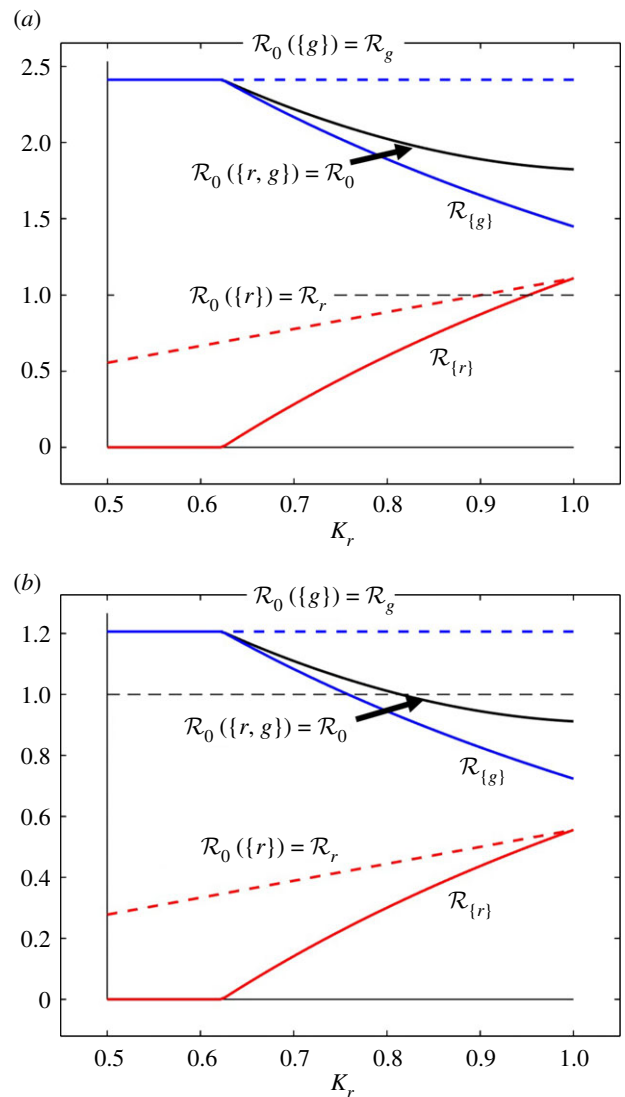 (a)
ℛ₀ ({g}) = ℛg
2.5
2.0
ℛ₀ ({r, g}) = ℛ₀
1.5
ℛ{g}
1.0
ℛ₀ ({r}) = ℛr
ℛ{r}
0.5
0
0.5 0.6 0.7 0.8 0.9 1.0
Kr
(b)
ℛ₀ ({g}) = ℛg
1.2
1.0
ℛ₀ ({r, g}) = ℛ₀
0.8
ℛ{g}
0.6
ℛ₀ ({r}) = ℛr
0.4
ℛ{r}
0.2
0
0.5 0.6 0.7 0.8 0.9 1.0
Kr